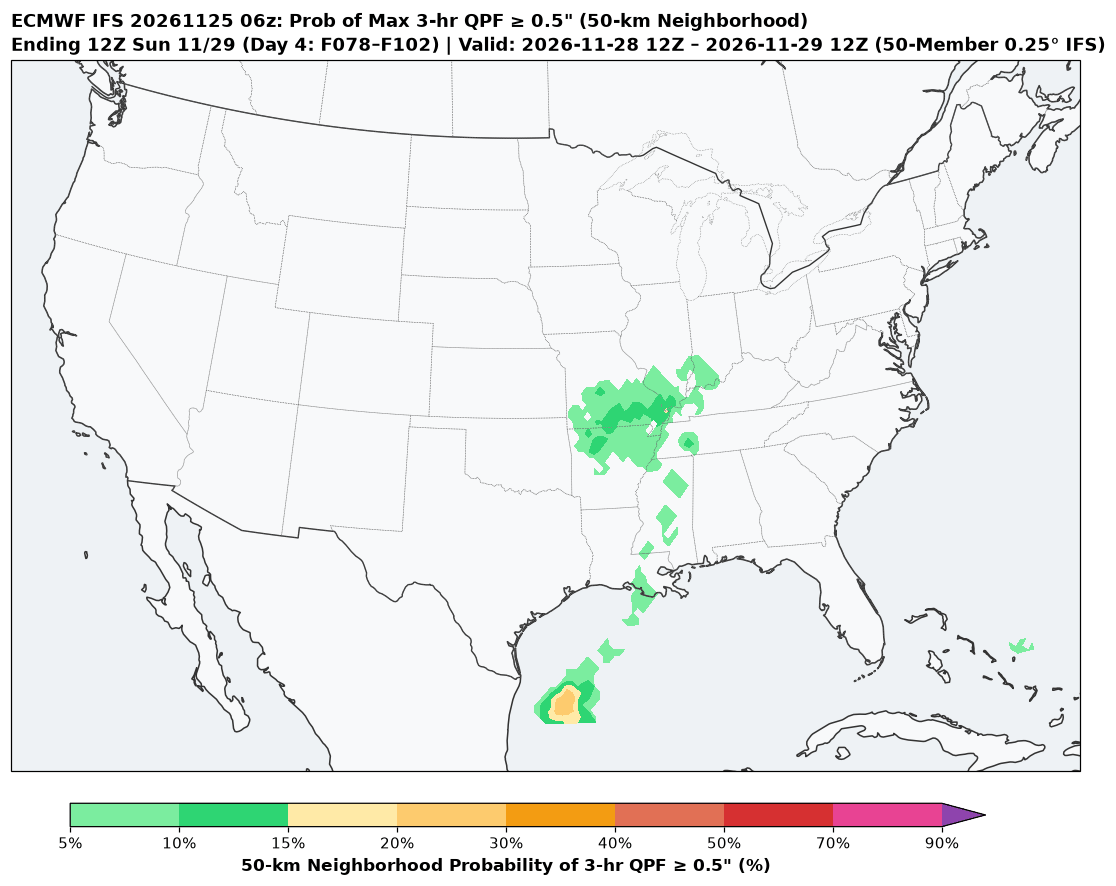 ECMWF IFS 20261125 06z: Prob of Max 3-hr QPF ≥ 0.5" (50-km Neighborhood)
Ending 12Z Sun 11/29 (Day 4: F078–F102) | Valid: 2026-11-28 12Z – 2026-11-29 12Z (50-Member 0.25° IFS)
5% 10% 15% 20% 30% 40% 50% 70% 90%
50-km Neighborhood Probability of 3-hr QPF ≥ 0.5" (%)